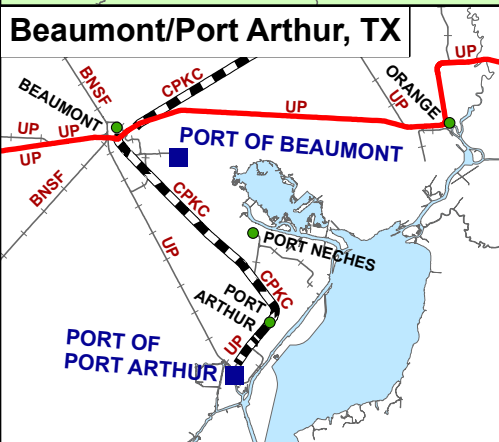 Beaumont/Port Arthur, TX
UP
CPKC
BNSF
ORANGE
BEAUMONT
UP
UP
UP
UP
UP
PORT OF BEAUMONT
BNSF
CPKC
UP
PORT NECHES
CPKC
PORT
ARTHUR
UP
PORT OF
PORT ARTHUR